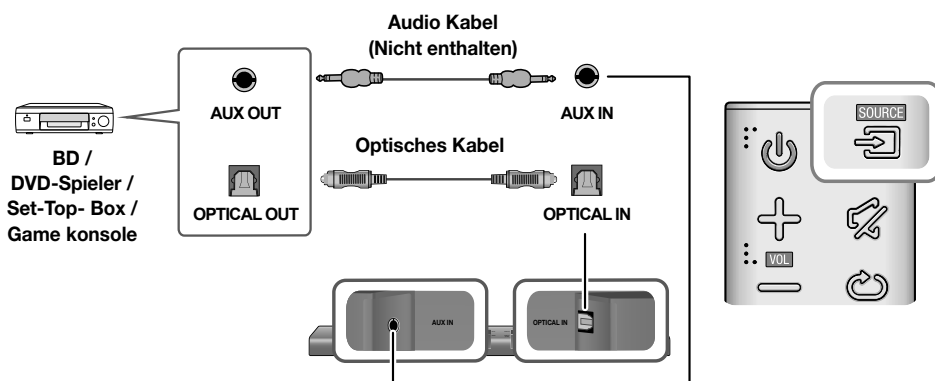 Audio Kabel
(Nicht enthalten)
AUX OUT
AUX IN
SOURCE
BD /
DVD-Spieler /
Set-Top- Box /
Game konsole
Optisches Kabel
OPTICAL OUT
OPTICAL IN
VOL
AUX IN
OPTICAL IN